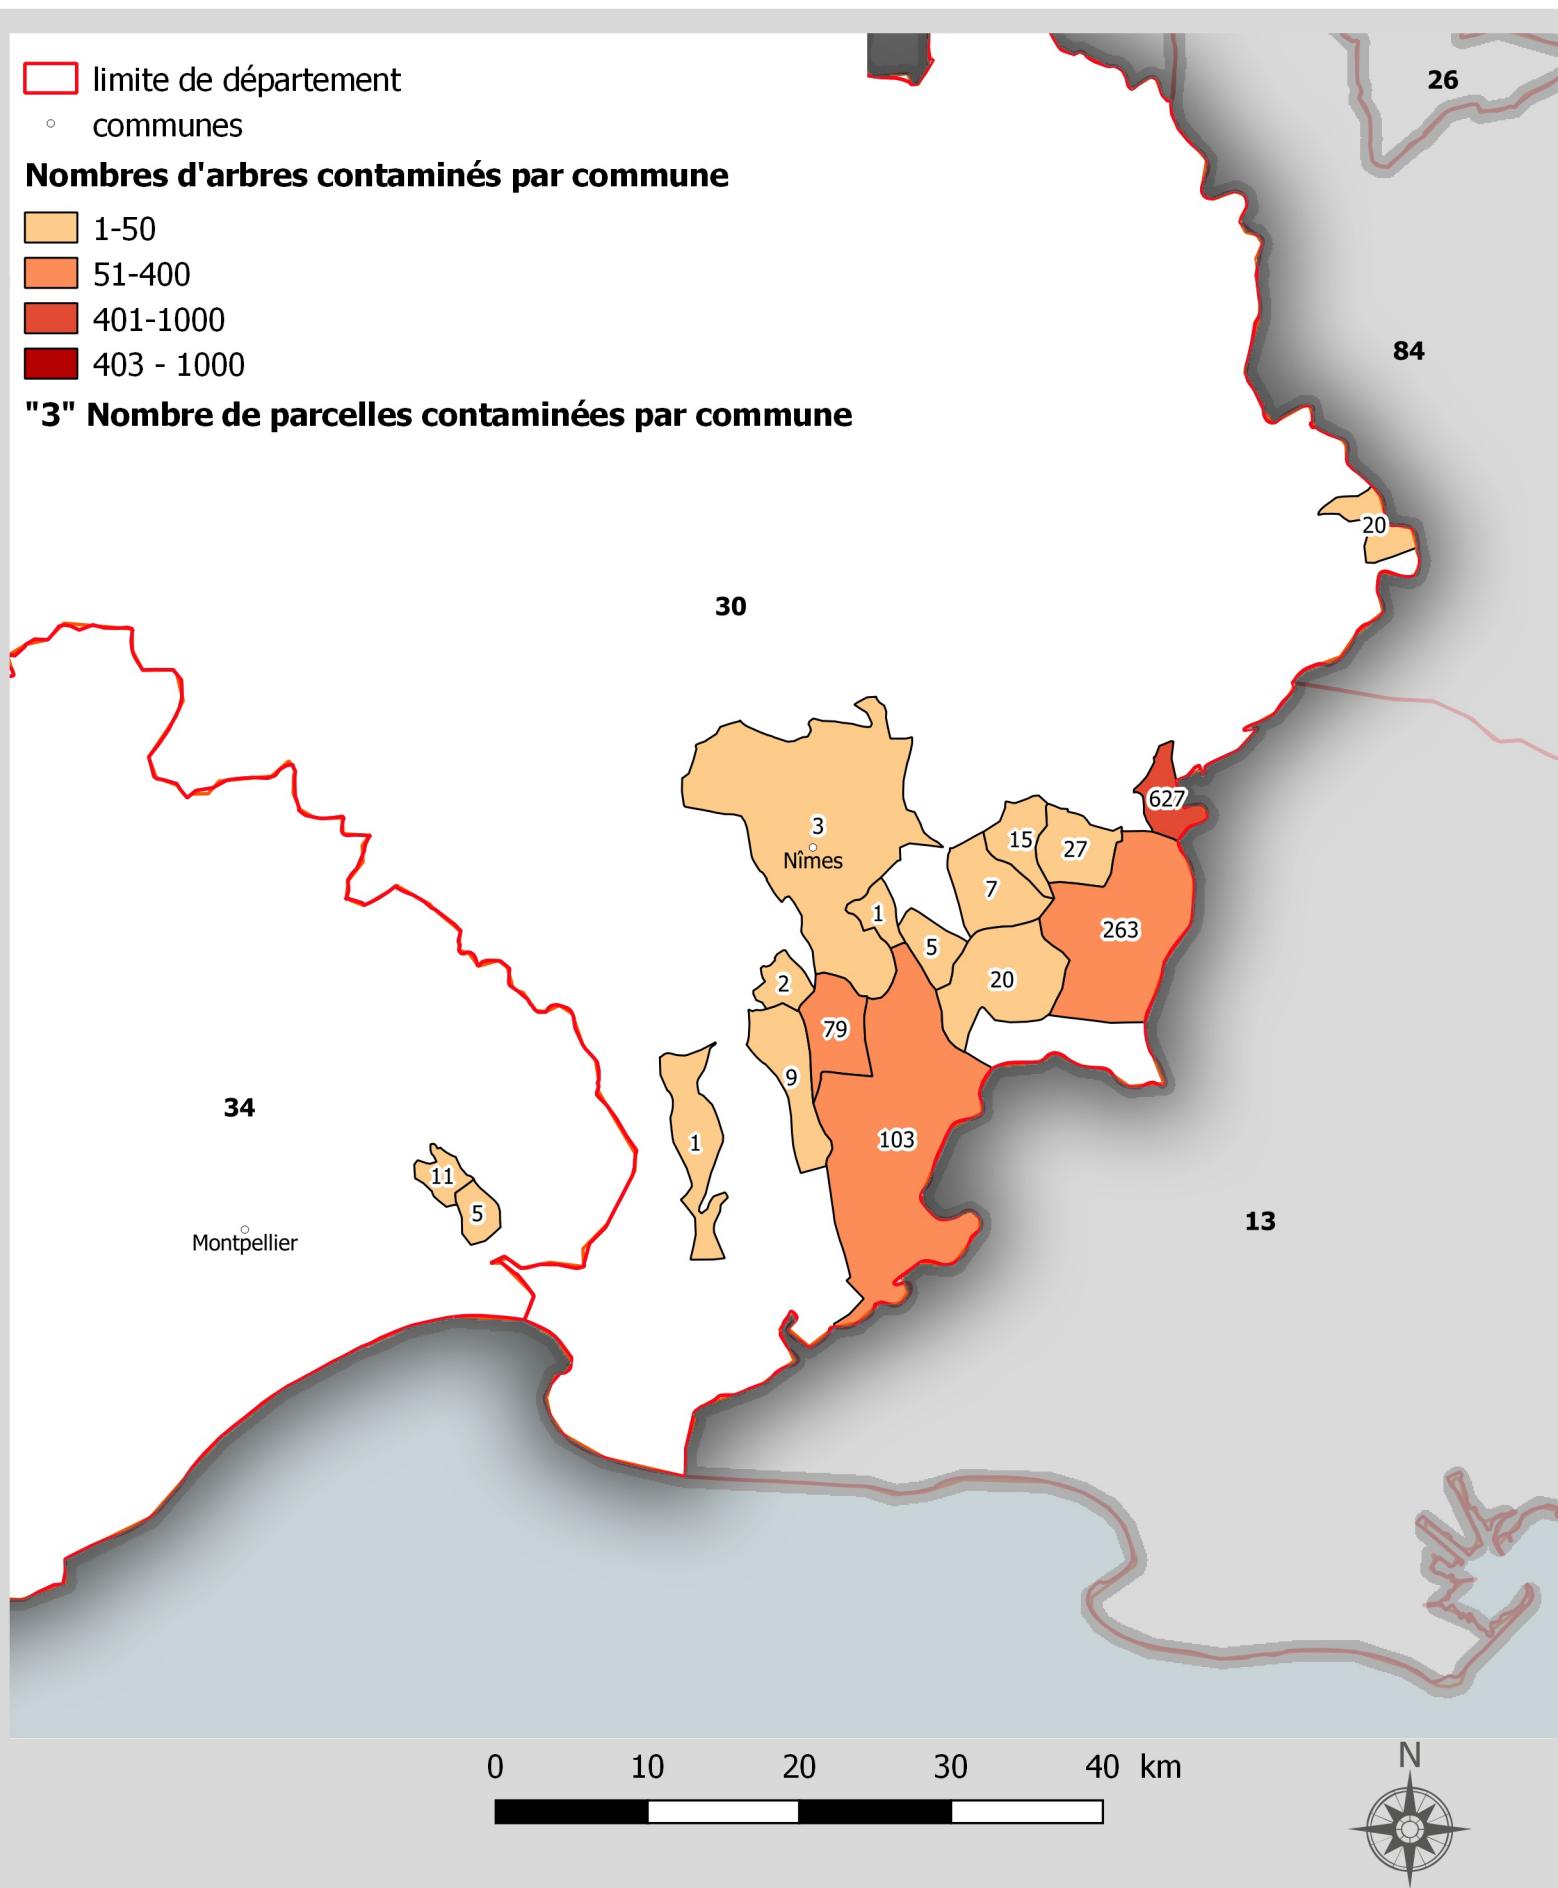 limite de département
communes
Nombres d'arbres contaminés par commune
1-50
51-400
401-1000
403 - 1000
"3" Nombre de parcelles contaminées par commune
26
84
20
30
627
3
Nîmes
15
27
7
1
263
5
20
2
79
9
34
103
1
11
5
13
Montpellier
0 10 20 30 40 km
N